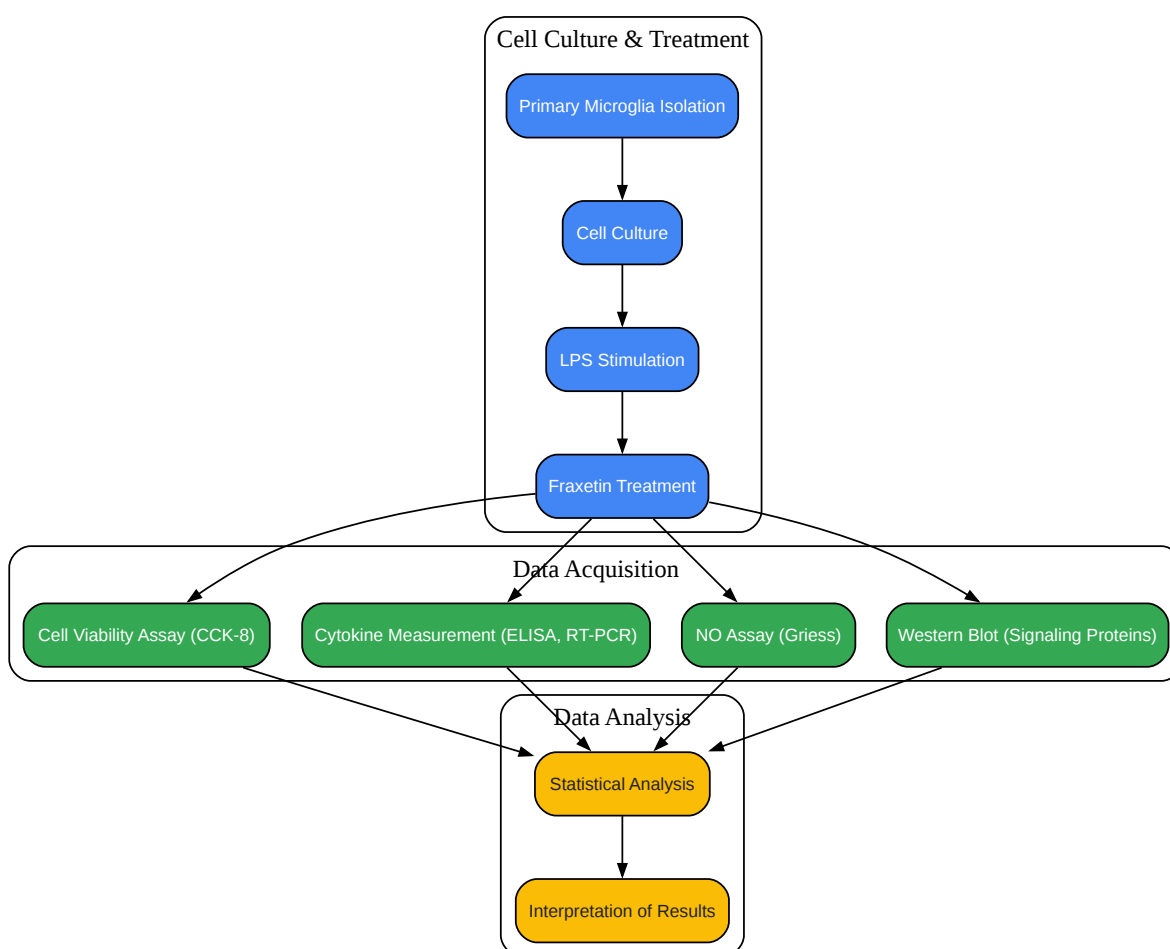 Cell Culture & Treatment
Primary Microglia Isolation
Cell Culture
LPS Stimulation
Fraxetin Treatment
Data Acquisition
Cell Viability Assay (CCK-8)
Cytokine Measurement (ELISA, RT-PCR)
NO Assay (Griess)
Western Blot (Signaling Proteins)
Data Analysis
Statistical Analysis
Interpretation of Results